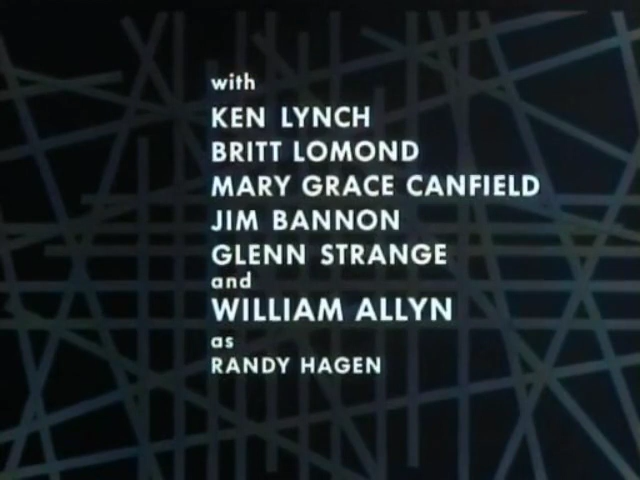 with
KEN LYNCH
BRITT LOMOND
MARY GRACE CANFIELD
JIM BANNON
GLENN STRANGE
and
WILLIAM ALLYN
as
RANDY HAGEN